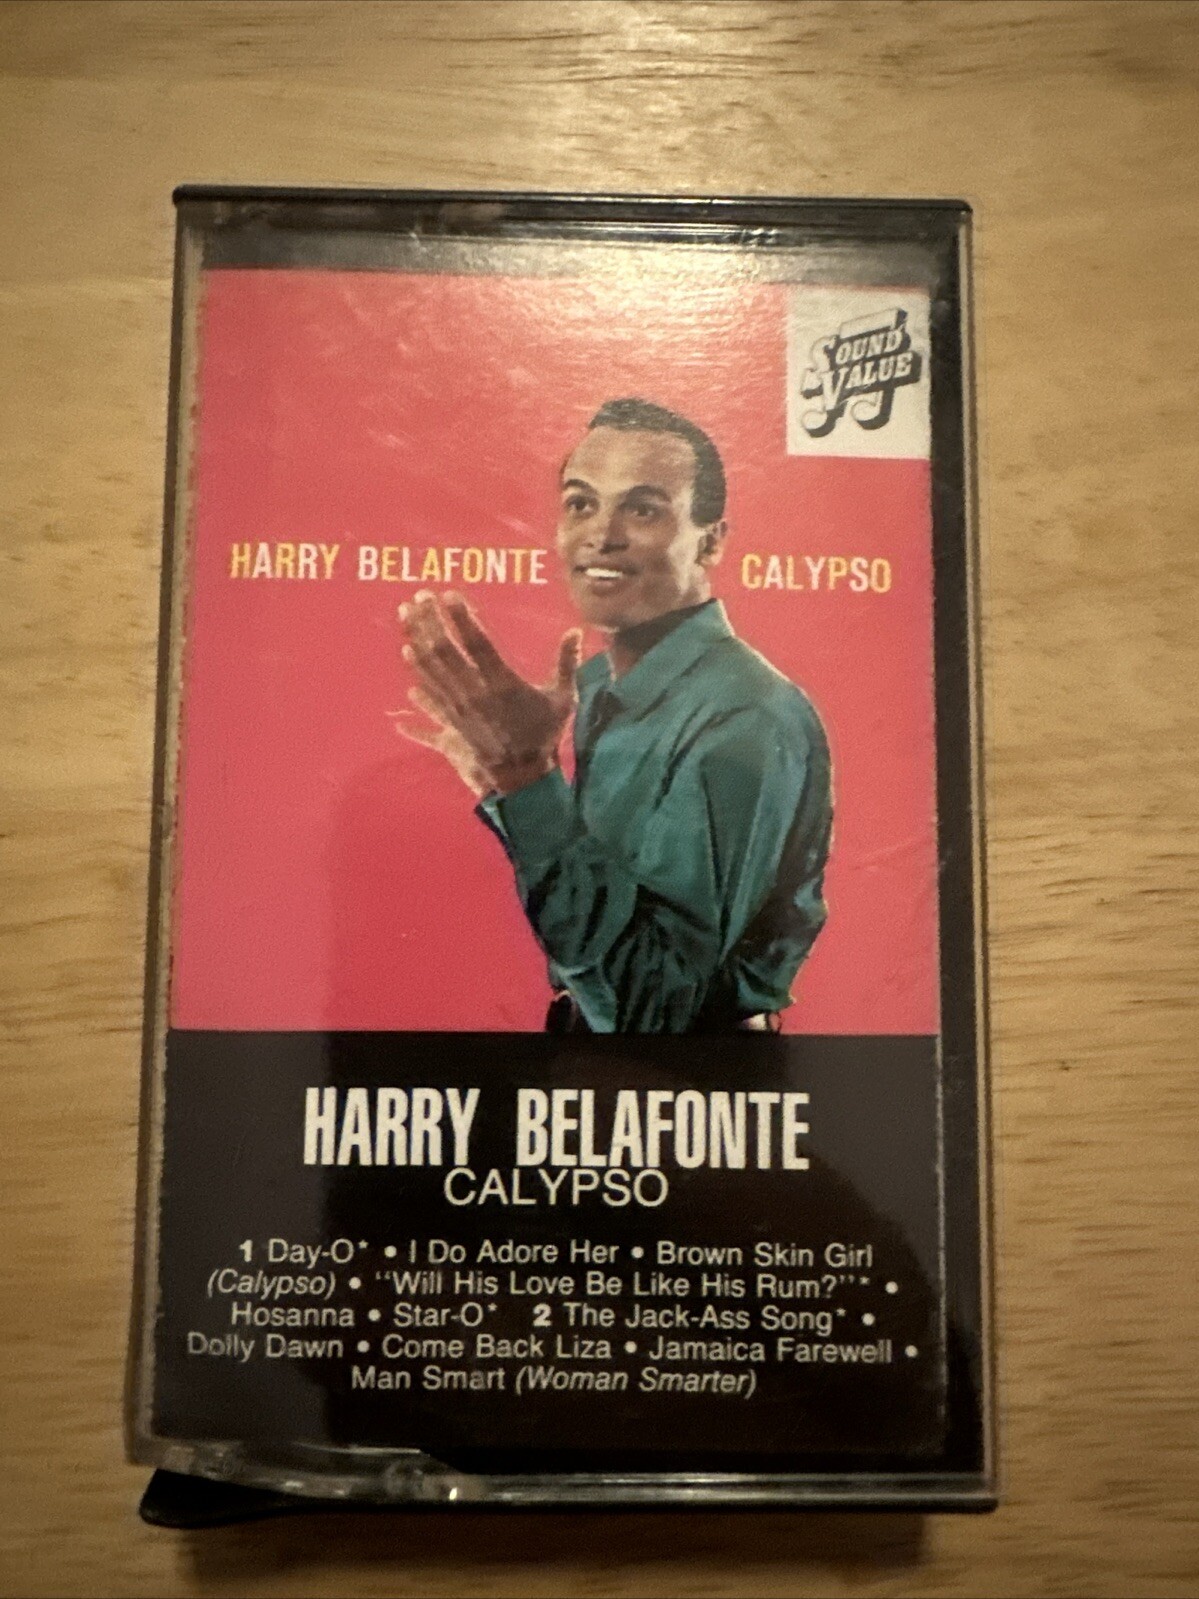 SOUND
VALUE
HARRY BELAFONTE CALYPSO
HARRY BELAFONTE
CALYPSO
1 Day-O* • I Do Adore Her • Brown Skin Girl
(Calypso) • “Will His Love Be Like His Rum?”* •
Hosanna • Star-O* 2 The Jack-Ass Song* •
Dolly Dawn • Come Back Liza • Jamaica Farewell •
Man Smart (Woman Smarter)